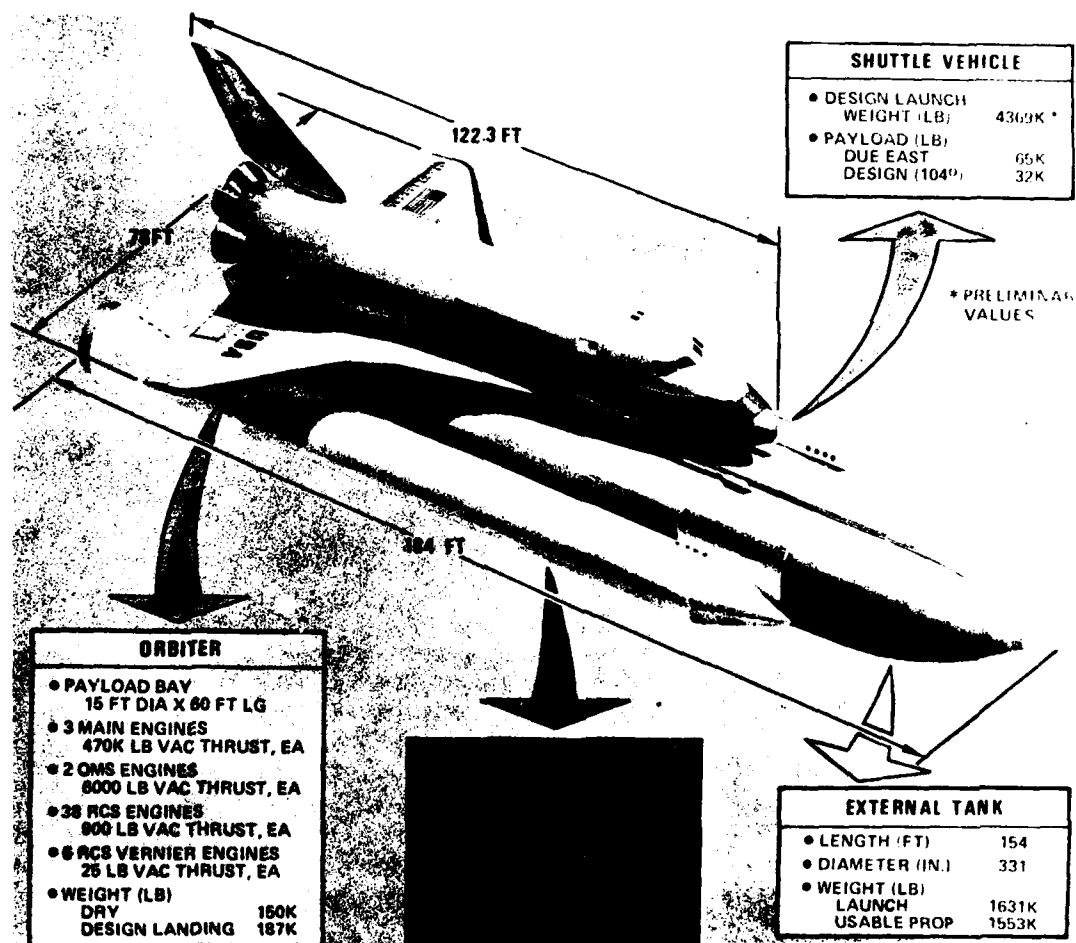 122.3 FT
78FT
USA
184 FT
SHUTTLE VEHICLE
• DESIGN LAUNCH
WEIGHT (LB) 4369K *
• PAYLOAD (LB)
DUE EAST 65K
DESIGN (104°) 32K
* PRELIMINAR
VALUES
ORBITER
• PAYLOAD BAY
15 FT DIA X 60 FT LG
• 3 MAIN ENGINES
470K LB VAC THRUST, EA
• 2 OMS ENGINES
6000 LB VAC THRUST, EA
• 38 RCS ENGINES
900 LB VAC THRUST, EA
• 6 RCS VERNIER ENGINES
25 LB VAC THRUST, EA
• WEIGHT (LB)
DRY 150K
DESIGN LANDING 187K
EXTERNAL TANK
• LENGTH (FT) 154
• DIAMETER (IN.) 331
• WEIGHT (LB)
LAUNCH 1631K
USABLE PROP 1553K